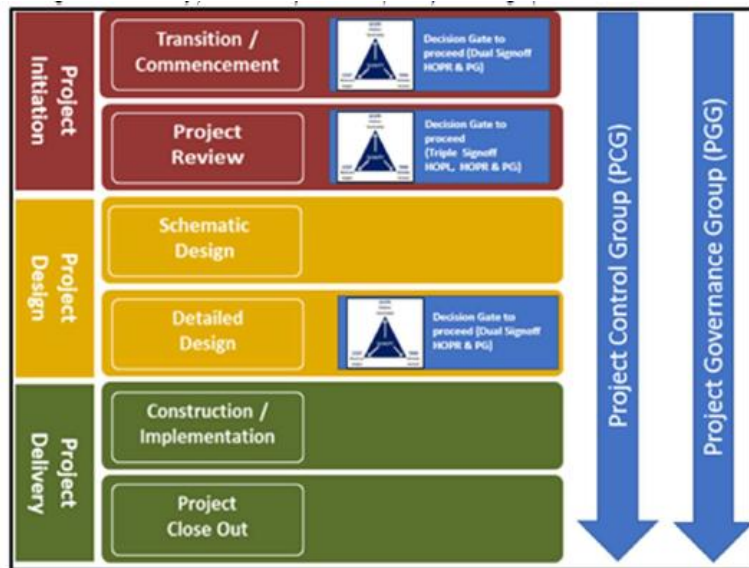 Project
Initiation
Transition /
Commencement
Decision Gate to
proceed (Dual Signoff
HOPR & PG)
Project
Review
Decision Gate to
proceed
(Triple Signoff
HOPL, HOPR & PG)
Project
Design
Schematic
Design
Detailed
Design
Decision Gate to
proceed (Dual Signoff
HOPR & PG)
Project
Delivery
Construction /
Implementation
Project
Close Out
Project Control Group (PCG)
Project Governance Group (PGG)